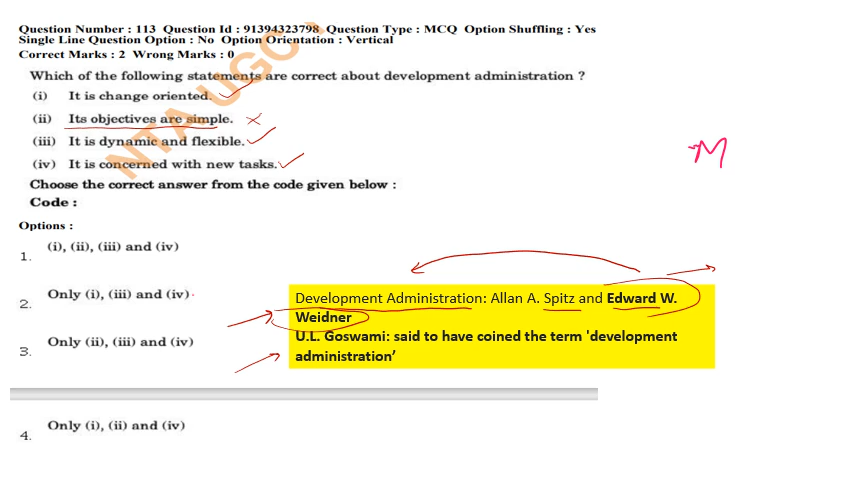 Question Number : 113 Question Id : 91394323798 Question Type : MCQ Option Shuffling : Yes
Single Line Question Option : No Option Orientation : Vertical
Correct Marks : 2 Wrong Marks : 0
Which of the following statements are correct about development administration ?
(i) It is change oriented.
(ii) Its objectives are simple.
(iii) It is dynamic and flexible.
(iv) It is concerned with new tasks.
Choose the correct answer from the code given below :
Code :
Options :
1. (i), (ii), (iii) and (iv)
2. Only (i), (iii) and (iv)
3. Only (ii), (iii) and (iv)
4. Only (i), (ii) and (iv)
Development Administration: Allan A. Spitz and Edward W.
Weidner
U.L. Goswami: said to have coined the term 'development
administration’
M